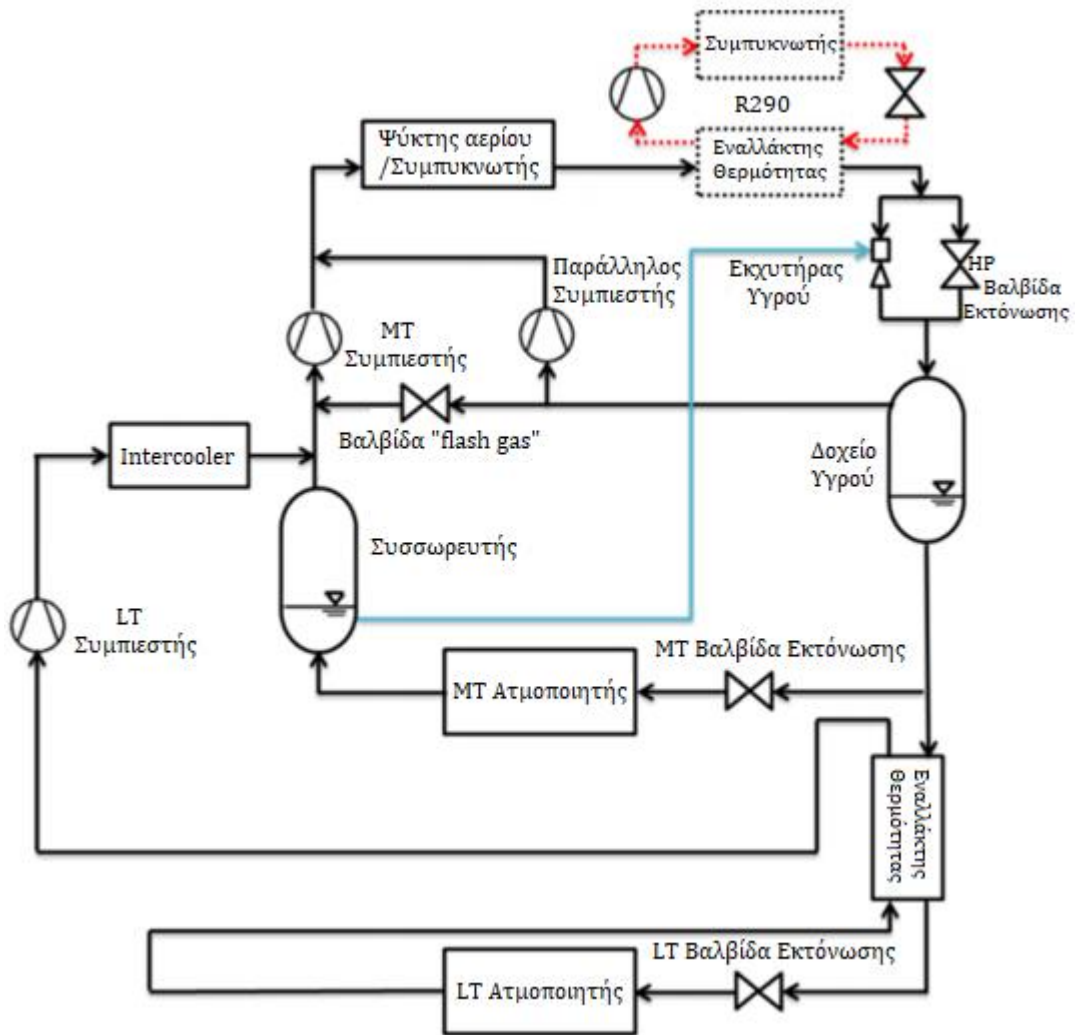 Συμπυκνωτής
R290
Ψύκτης αερίου
/Συμπυκνωτής
Εναλλάκτης
Θερμότητας
Παράλληλος
Συμπιεστής
Εκχυτήρας
Υγρού
HP
Βαλβίδα
Εκτόνωσης
MT
Συμπιεστής
Βαλβίδα "flash gas"
Intercooler
Δοχείο
Υγρού
Συσσωρευτής
LT
Συμπιεστής
MT Βαλβίδα Εκτόνωσης
MT Ατμοποιητής
Εναλλάκτης
Θερμότητας
LT Βαλβίδα Εκτόνωσης
LT Ατμοποιητής